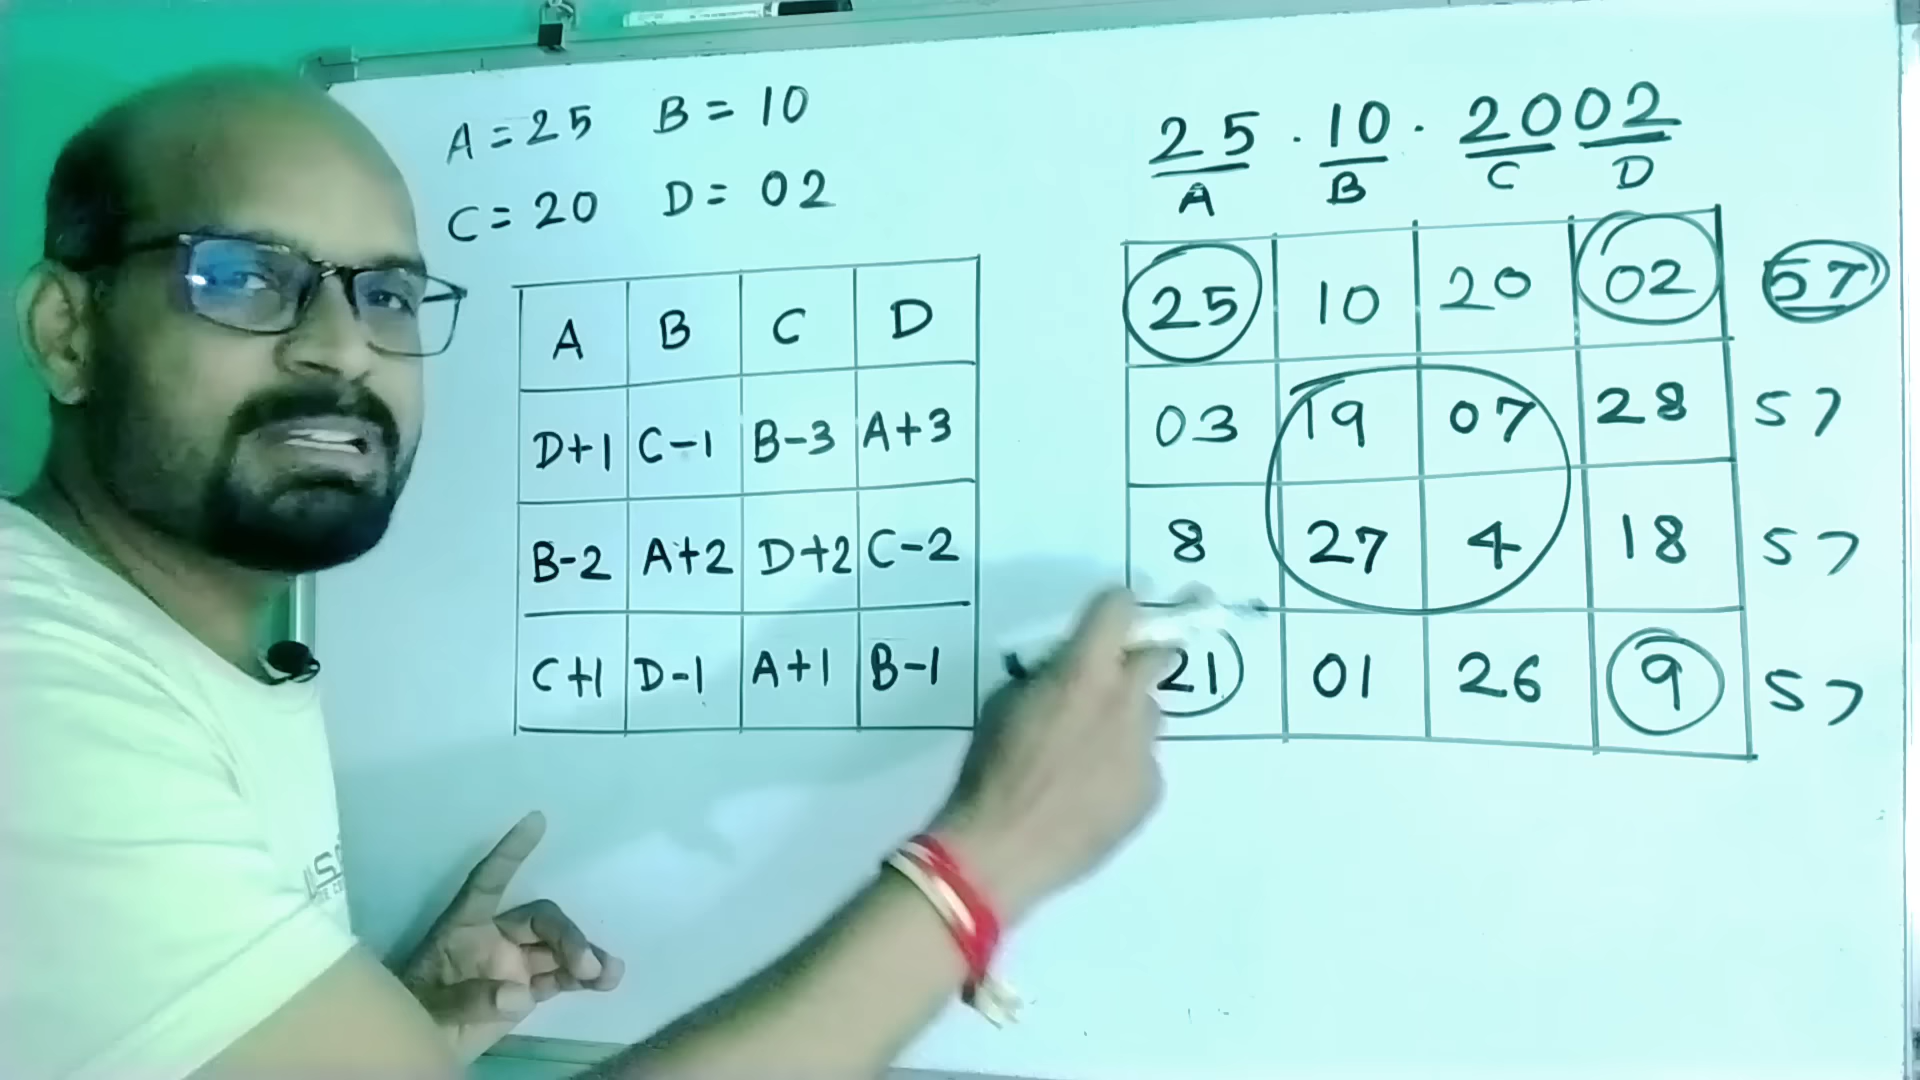 A = 25 B = 10
C = 20 D = 02
A B C D
D+1 C-1 B-3 A+3
B-2 A+2 D+2 C-2
C+1 D-1 A+1 B-1
25 . 10 . 2002
A B C D
25 10 20 02 57
03 19 07 28 57
8 27 4 18 57
21 01 26 9 57